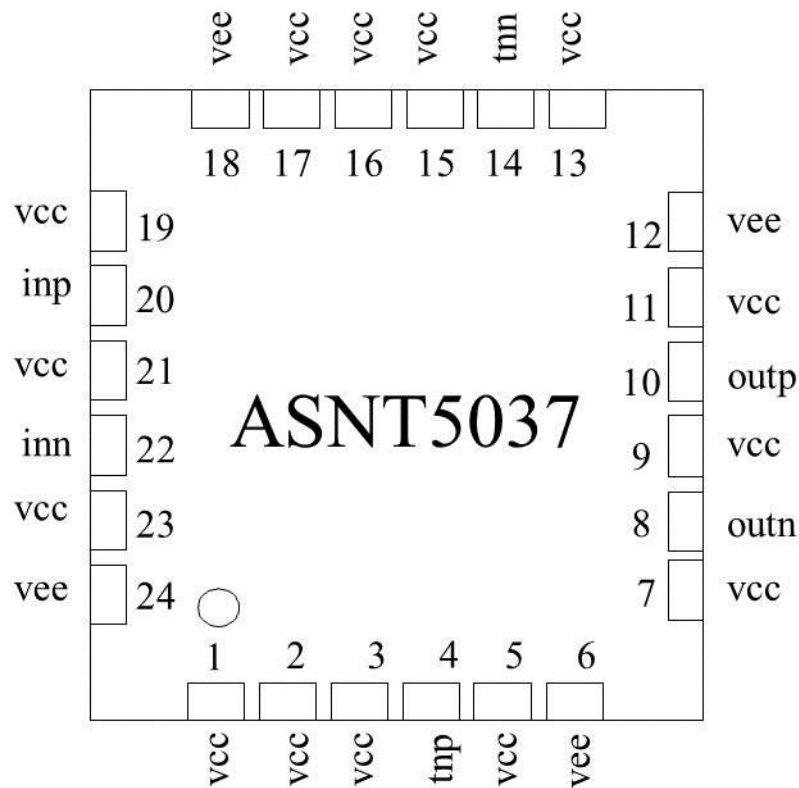 vee vcc vcc vcc tnn vcc
18 17 16 15 14 13
vcc 19 12 vee
inp 20 11 vcc
vcc 21 10 outp
ASNT5037
inn 22 9 vcc
vcc 23 8 outn
vee 24 7 vcc
1 2 3 4 5 6
vcc vcc vcc tnp vcc vee